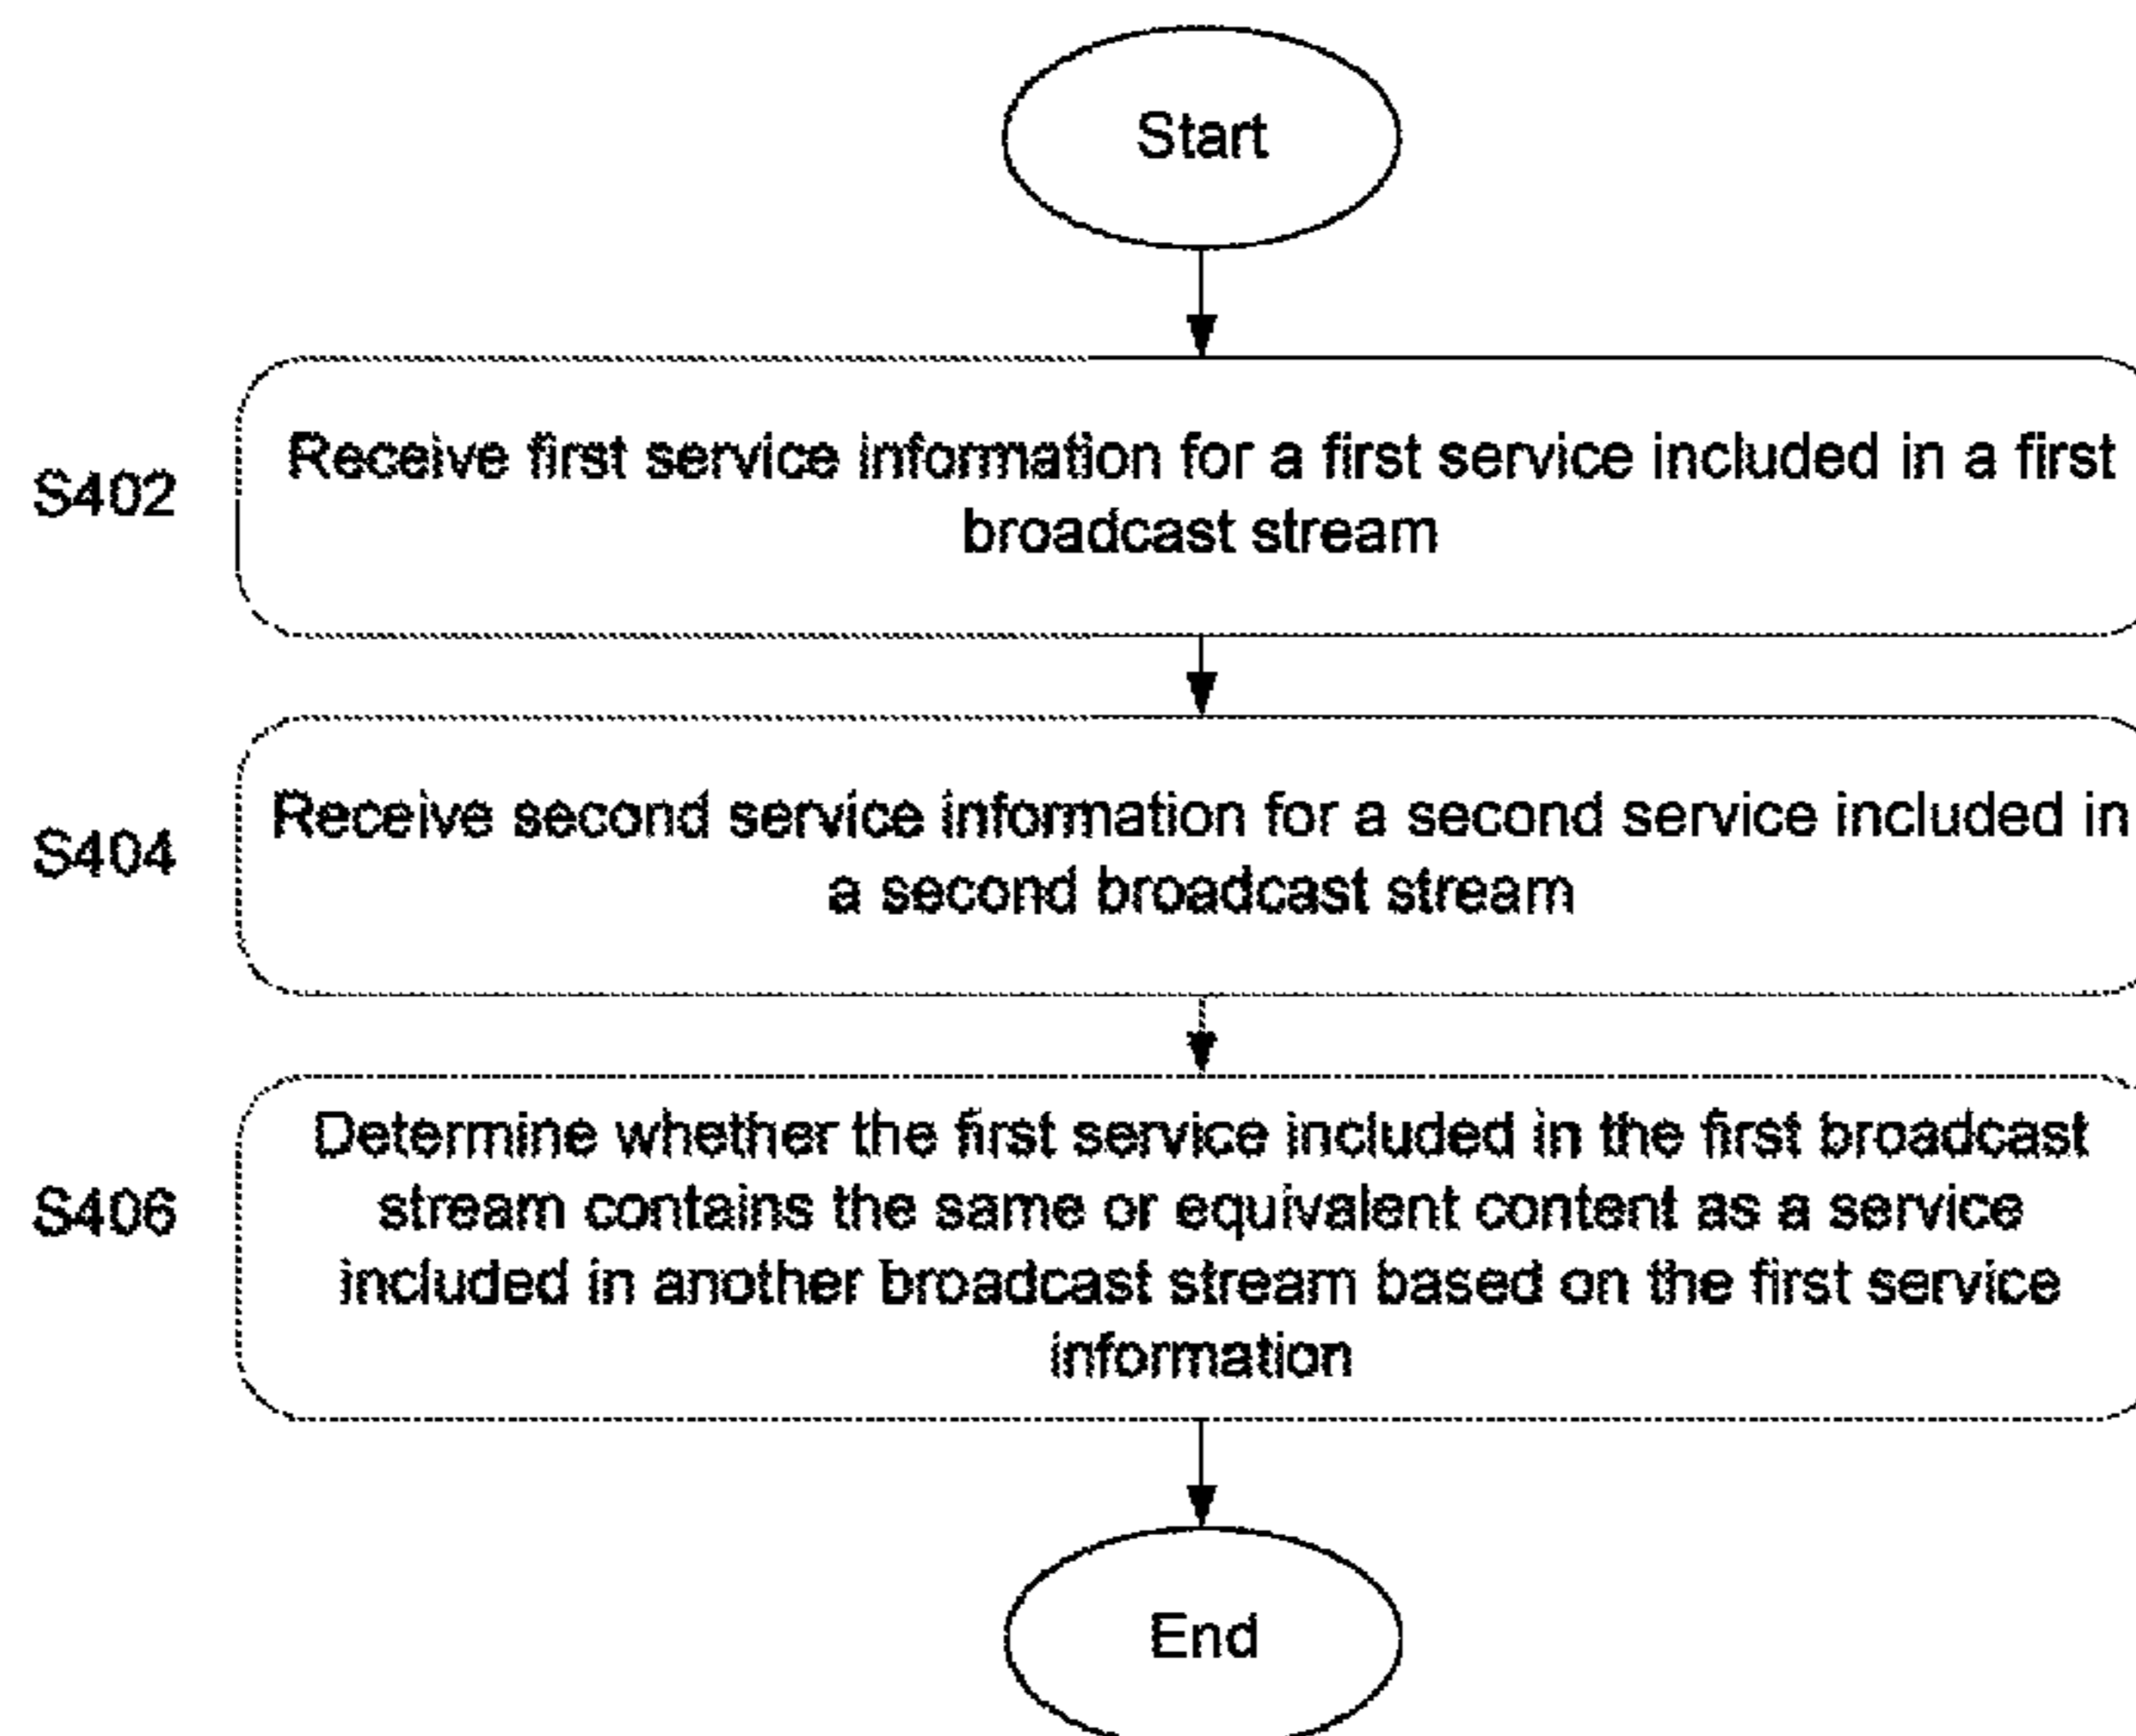 Start
S402
Receive first service information for a first service included in a first
broadcast stream
S404
Receive second service information for a second service included in
a second broadcast stream
S406
Determine whether the first service included in the first broadcast
stream contains the same or equivalent content as a service
included in another broadcast stream based on the first service
information
End